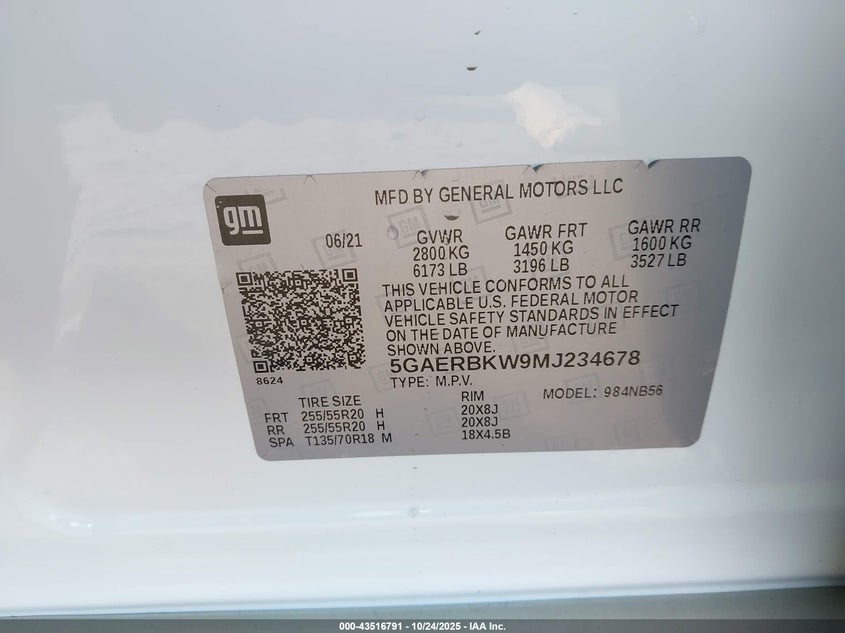 gm
MFD BY GENERAL MOTORS LLC
06/21
GVWR GAWR FRT GAWR RR
2800 KG 1450 KG 1600 KG
6173 LB 3196 LB 3527 LB
THIS VEHICLE CONFORMS TO ALL
APPLICABLE U.S. FEDERAL MOTOR
VEHICLE SAFETY STANDARDS IN EFFECT
ON THE DATE OF MANUFACTURE
SHOWN ABOVE.
5GAERBKW9MJ234678
8624
TYPE: M.P.V. MODEL: 984NB56
TIRE SIZE RIM
FRT 255/55R20 H 20X8J
RR 255/55R20 H 20X8J
SPA T135/70R18 M 18X4.5B
000-43516791 - 10/24/2025 - IAA Inc.